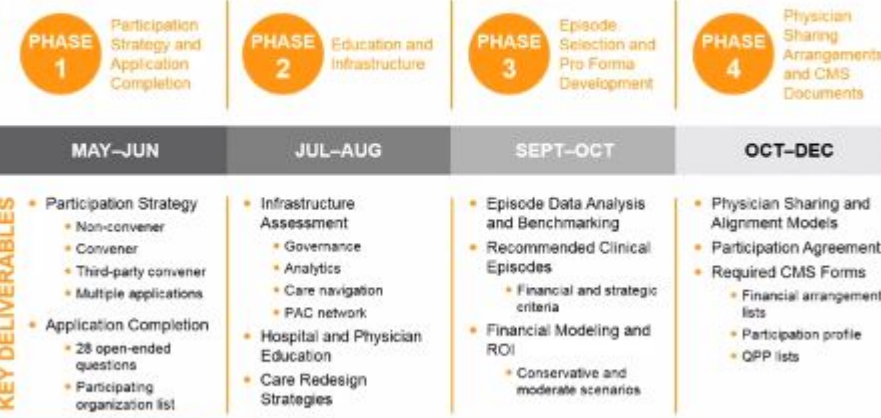 PHASE
1
Participation
Strategy and
Application
Completion
PHASE
2
Education and
Infrastructure
PHASE
3
Episode
Selection and
Pro Forma
Development
PHASE
4
Physician
Sharing
Arrangements
and CMS
Documents
MAY–JUN
JUL–AUG
SEPT–OCT
OCT–DEC
KEY DELIVERABLES
• Participation Strategy
• Non-convener
• Convener
• Third-party convener
• Multiple applications
• Application Completion
• 28 open-ended
questions
• Participating
organization list
• Infrastructure
Assessment
• Governance
• Analytics
• Care navigation
• PAC network
• Hospital and Physician
Education
• Care Redesign
Strategies
• Episode Data Analysis
and Benchmarking
• Recommended Clinical
Episodes
• Financial and strategic
criteria
• Financial Modeling and
ROI
• Conservative and
moderate scenarios
• Physician Sharing and
Alignment Models
• Participation Agreement
• Required CMS Forms
• Financial arrangement
lists
• Participation profile
• QPP lists